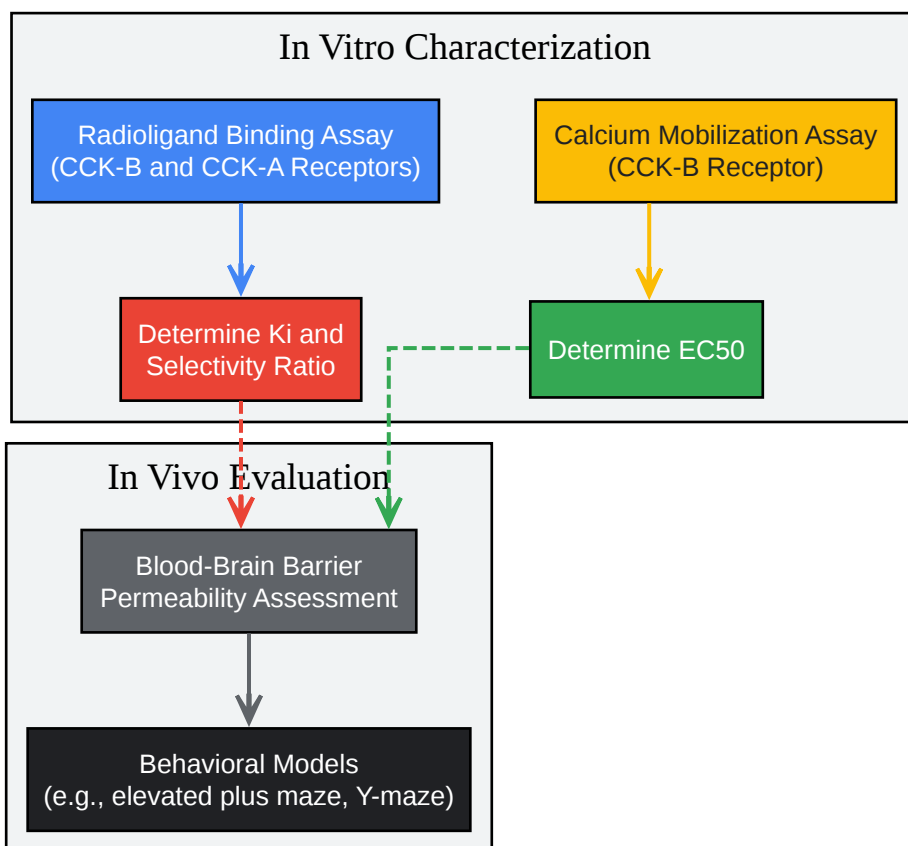 In Vitro Characterization
Radioligand Binding Assay
(CCK-B and CCK-A Receptors)
Calcium Mobilization Assay
(CCK-B Receptor)
Determine Ki and
Selectivity Ratio
Determine EC50
In Vivo Evaluation
Blood-Brain Barrier
Permeability Assessment
Behavioral Models
(e.g., elevated plus maze, Y-maze)